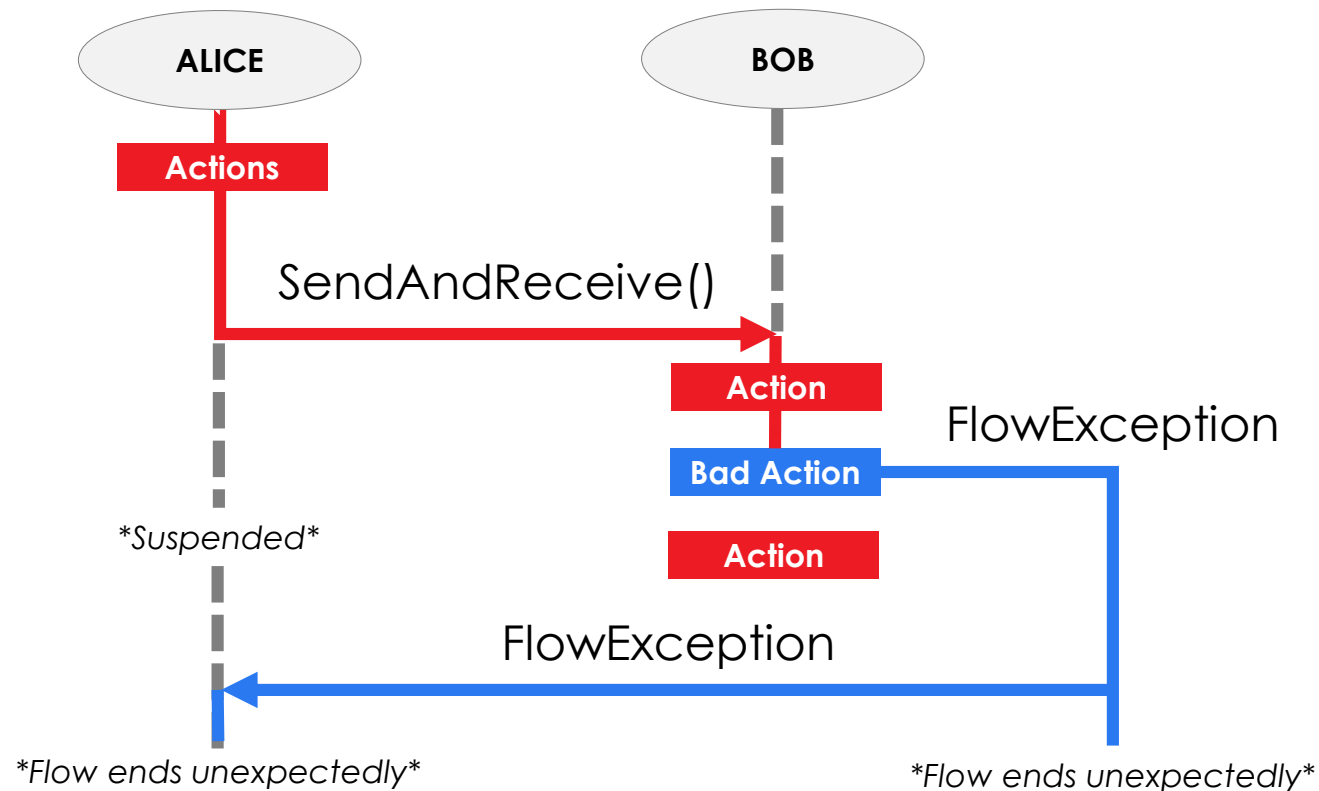 ALICE
BOB
Actions
SendAndReceive()
Action
FlowException
Bad Action
*Suspended*
Action
FlowException
*Flow ends unexpectedly*
*Flow ends unexpectedly*